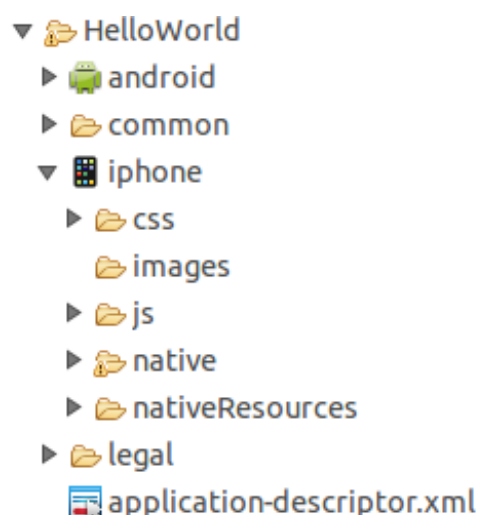 HelloWorld
android
common
iphone
css
images
js
native
nativeResources
legal
application-descriptor.xml